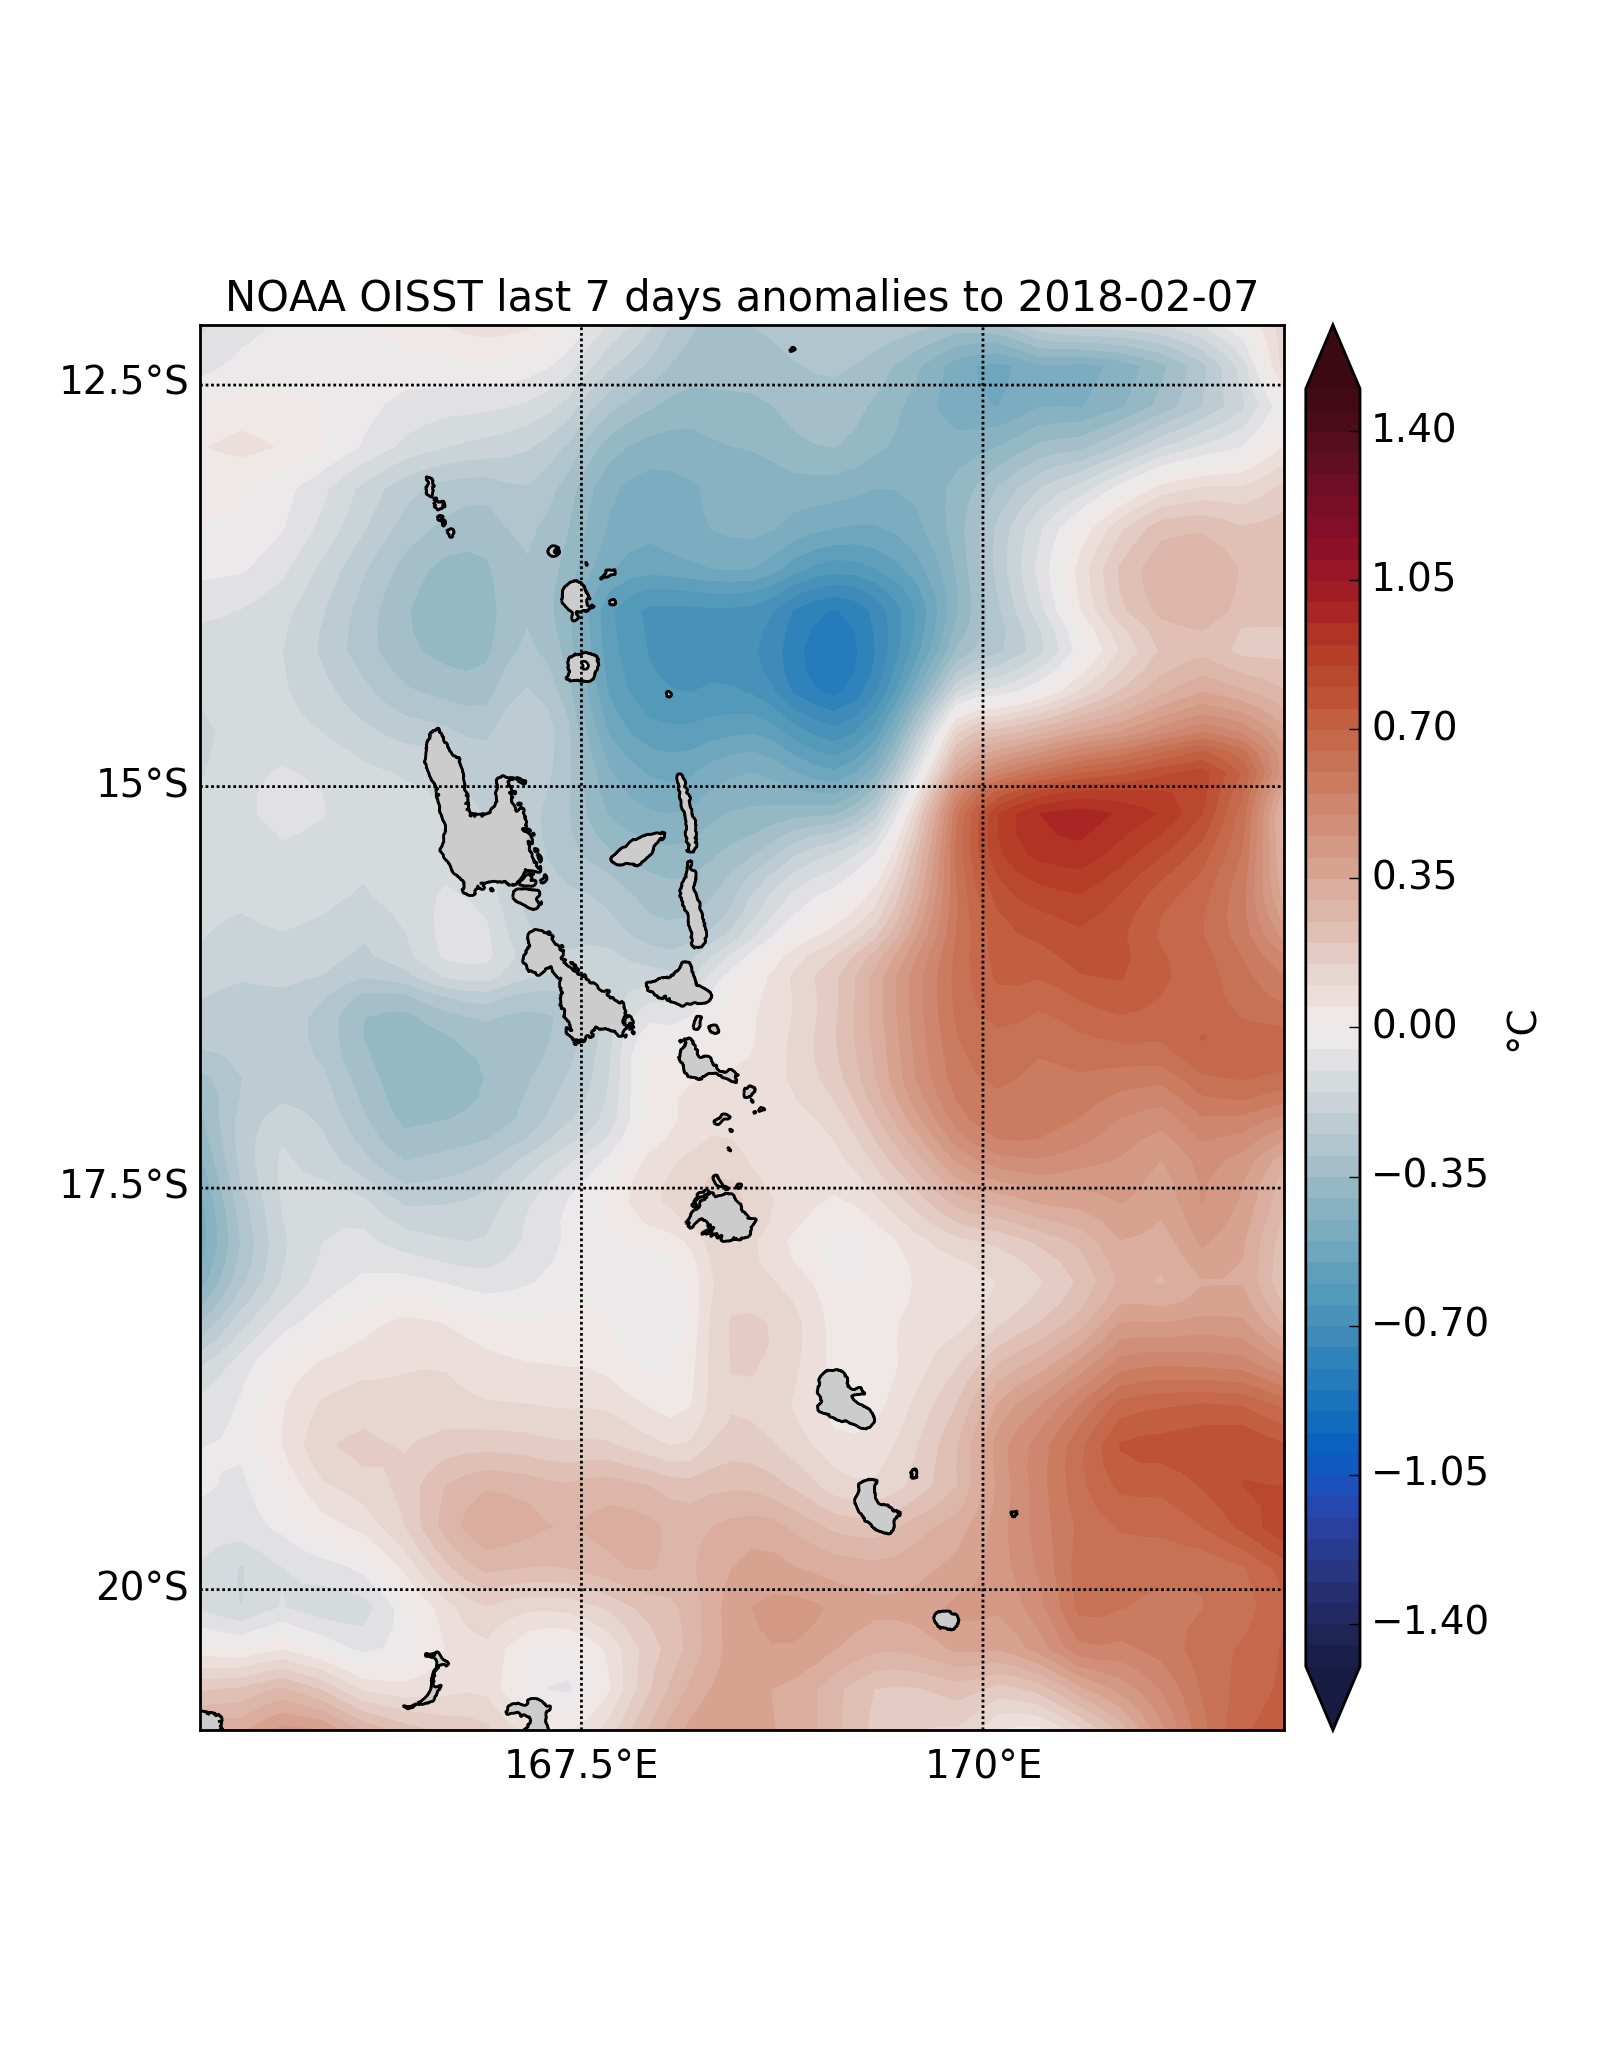 NOAA OISST last 7 days anomalies to 2018-02-07
12.5°S
15°S
17.5°S
20°S
167.5°E
170°E
1.40
1.05
0.70
0.35
0.00
−0.35
−0.70
−1.05
−1.40
°C